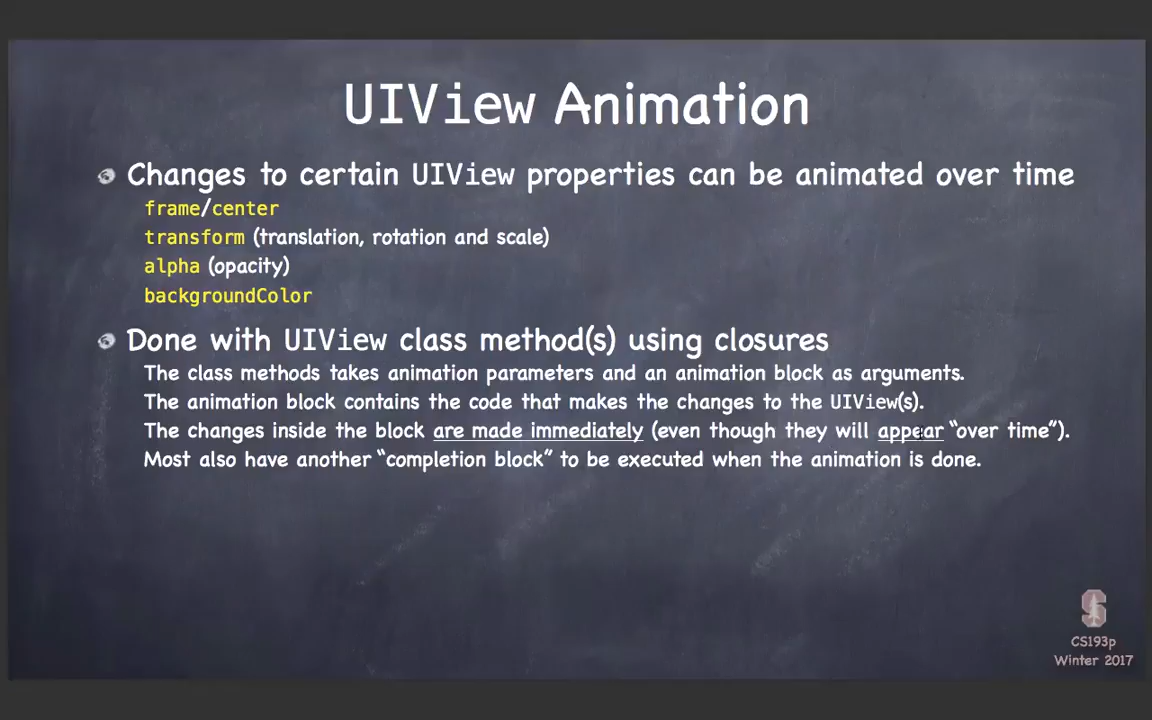 UIView Animation
Changes to certain UIView properties can be animated over time
frame/center
transform (translation, rotation and scale)
alpha (opacity)
backgroundColor
Done with UIView class method(s) using closures
The class methods takes animation parameters and an animation block as arguments.
The animation block contains the code that makes the changes to the UIView(s).
The changes inside the block are made immediately (even though they will appear “over time”).
Most also have another “completion block” to be executed when the animation is done.
S
CS193p
Winter 2017